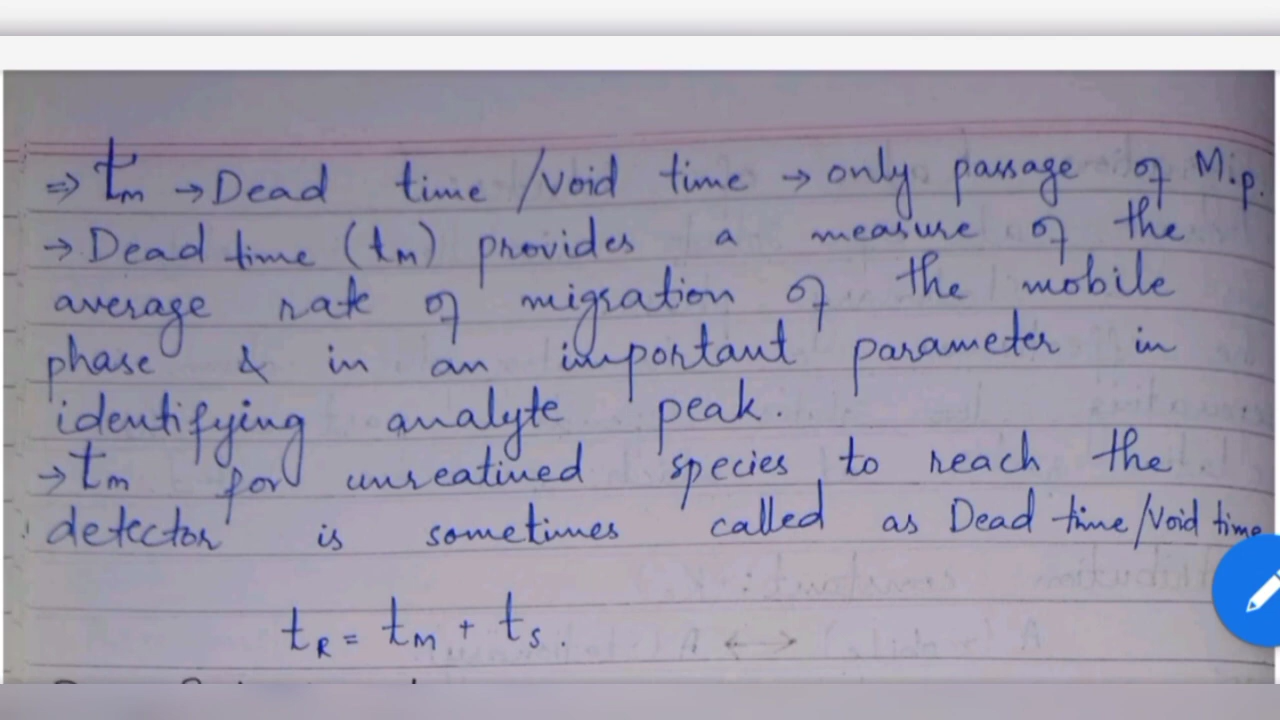 ⇒ tm → Dead time /void time → only passage of M.p.
→ Dead time (tm) provides a measure of the
average rate of migration of the mobile
phase & in an important parameter in
identifying analyte peak.
→ tm for unreatined species to reach the
detector is sometimes called as Dead time/Void time
tR = tM + tS.